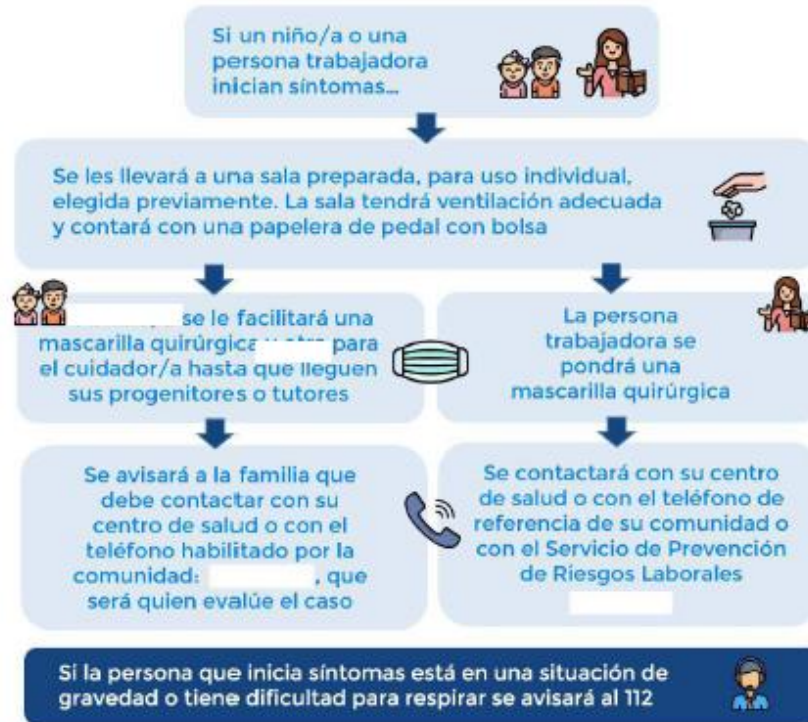 Si un niño/a o una
persona trabajadora
inician síntomas...
Se les llevará a una sala preparada, para uso individual,
elegida previamente. La sala tendrá ventilación adecuada
y contará con una papelera de pedal con bolsa
se le facilitará una
mascarilla quirúrgica para
el cuidador/a hasta que lleguen
sus progenitores o tutores
La persona
trabajadora se
pondrá una
mascarilla quirúrgica
Se avisará a la familia que
debe contactar con su
centro de salud o con el
teléfono habilitado por la
comunidad: , que
será quien evalúe el caso
Se contactará con su centro
de salud o con el teléfono de
referencia de su comunidad o
con el Servicio de Prevención
de Riesgos Laborales
Si la persona que inicia síntomas está en una situación de
gravedad o tiene dificultad para respirar se avisará al 112